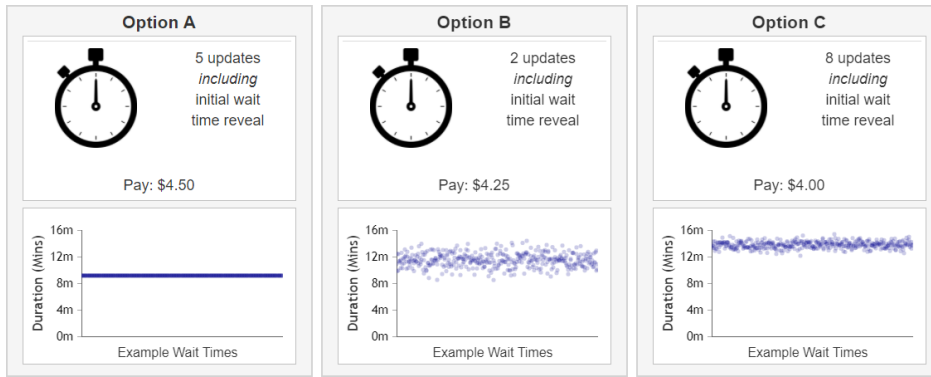 Option A
5 updates
including
initial wait
time reveal
Pay: $4.50
Duration (Mins)
16m
12m
8m
4m
0m
Example Wait Times
Option B
2 updates
including
initial wait
time reveal
Pay: $4.25
Duration (Mins)
16m
12m
8m
4m
0m
Example Wait Times
Option C
8 updates
including
initial wait
time reveal
Pay: $4.00
Duration (Mins)
16m
12m
8m
4m
0m
Example Wait Times